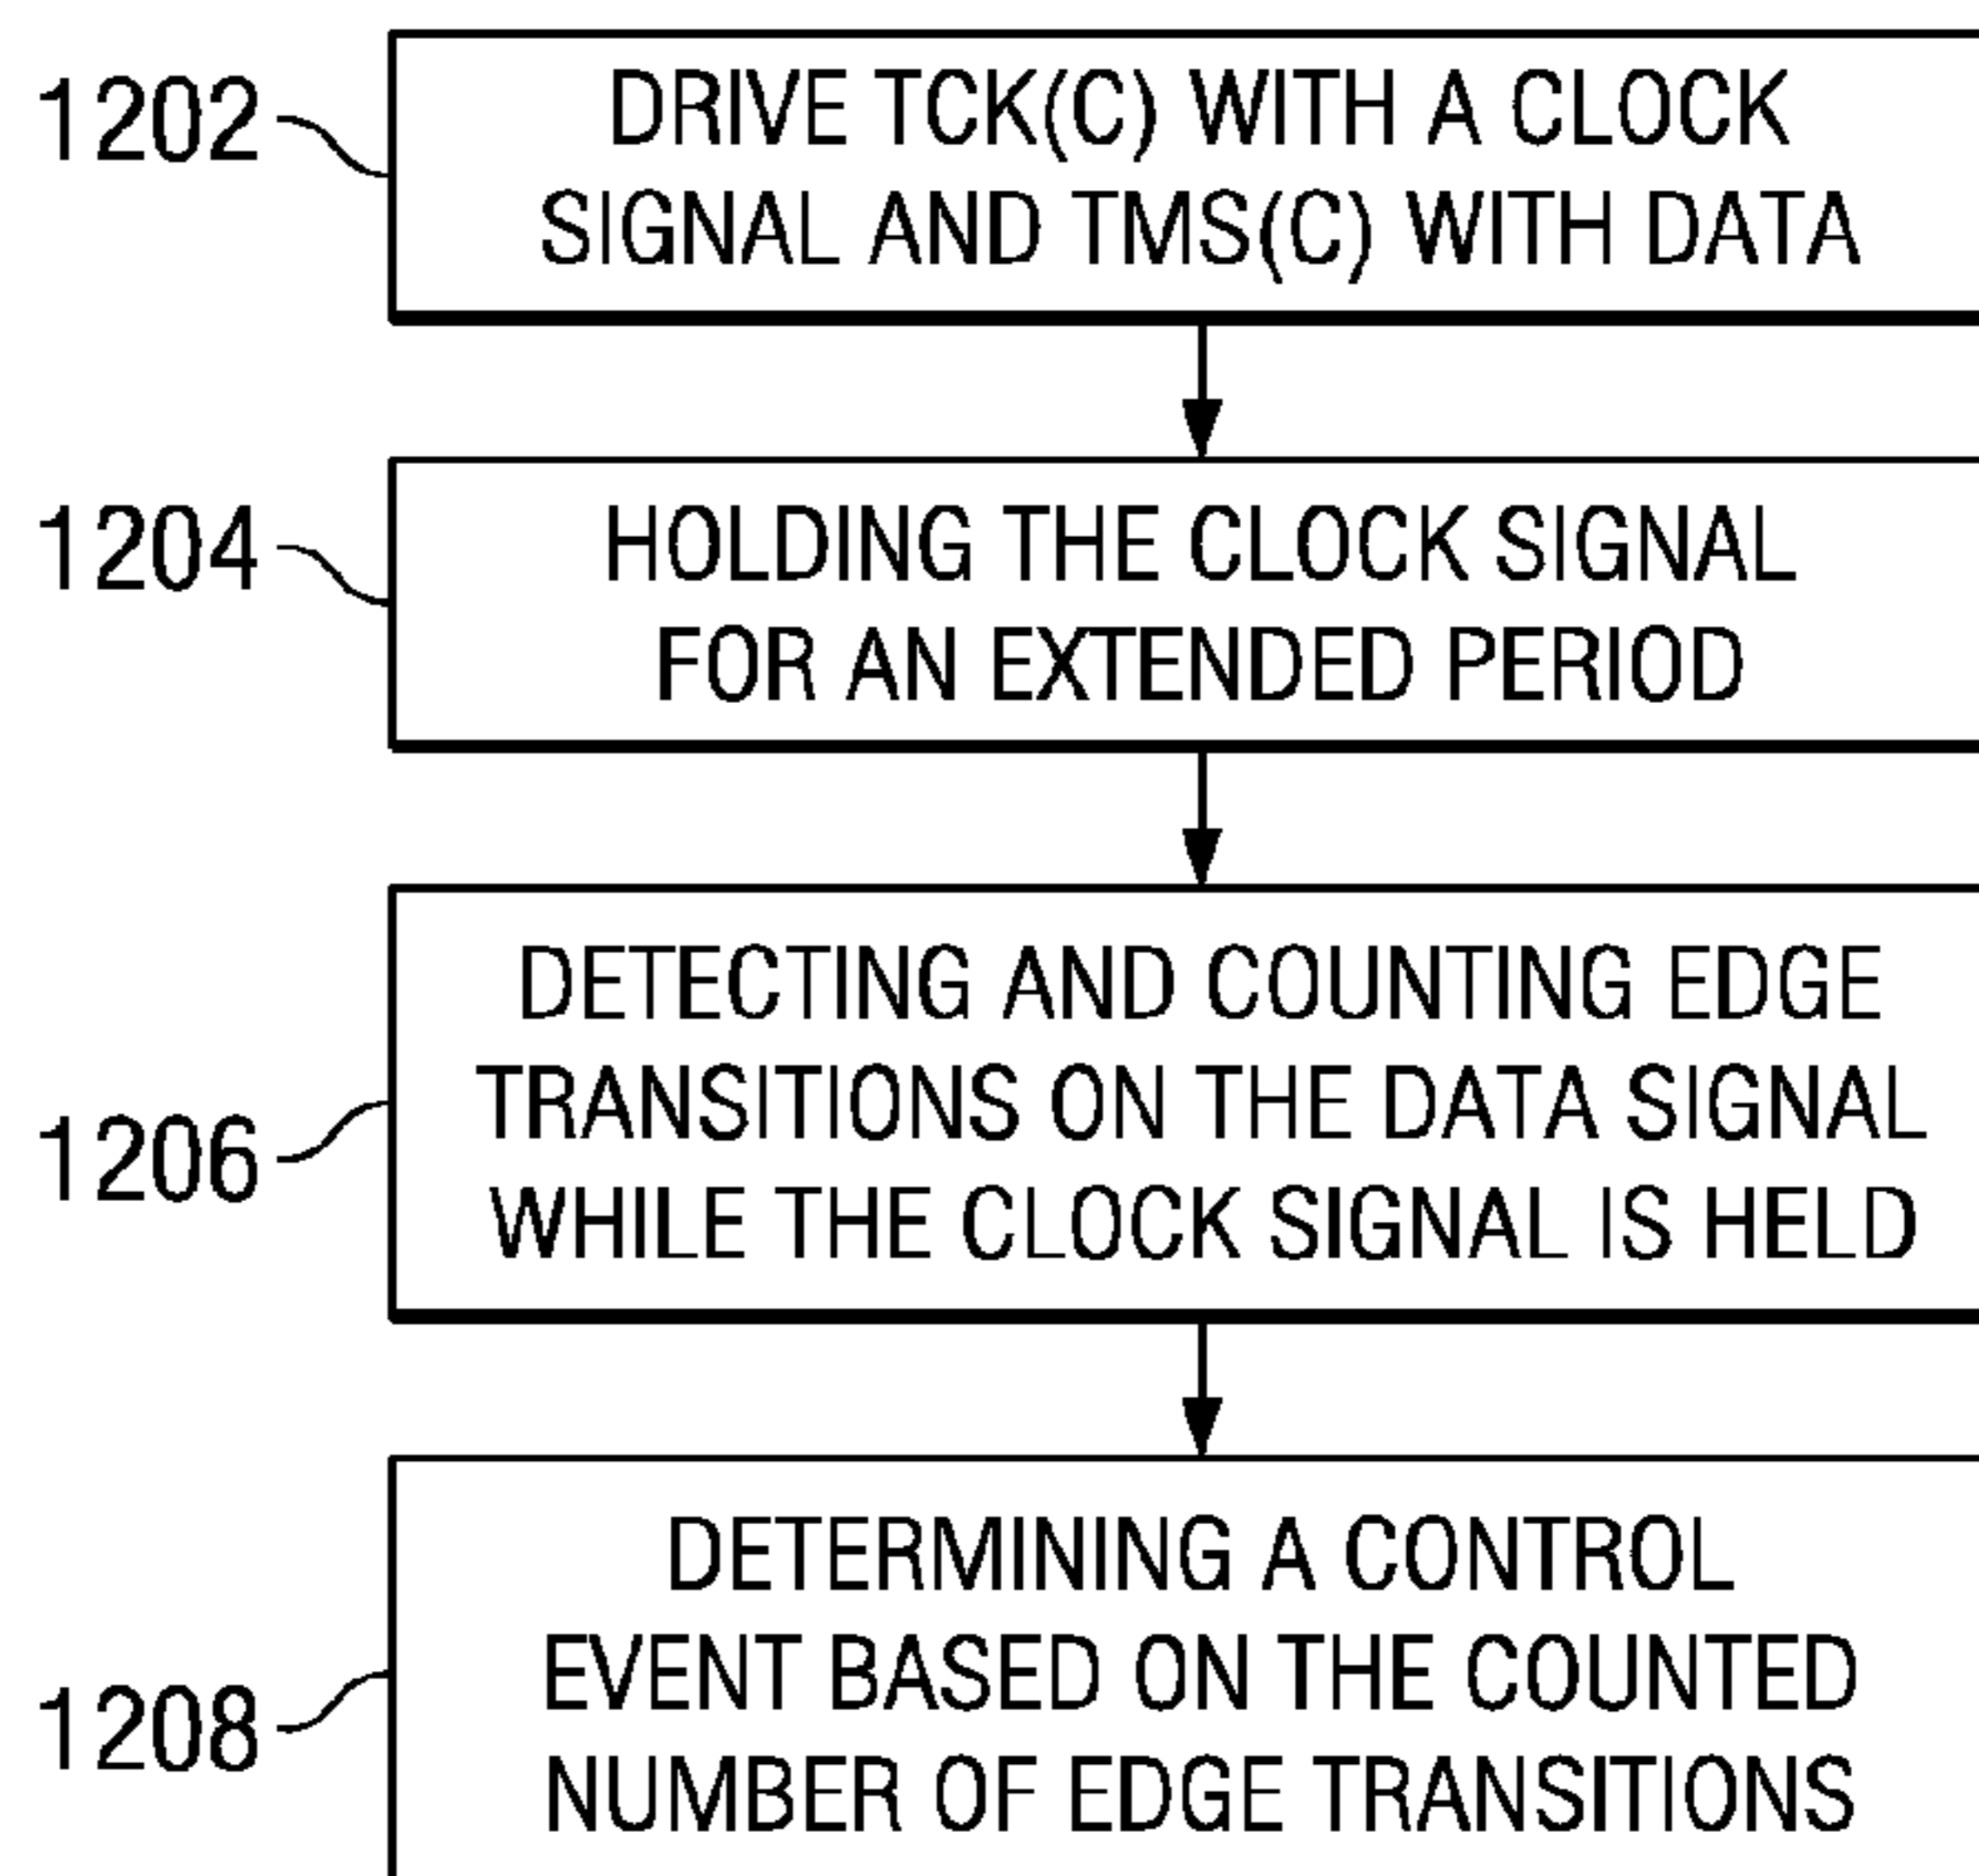 1202
DRIVE TCK(C) WITH A CLOCK
SIGNAL AND TMS(C) WITH DATA
1204
HOLDING THE CLOCK SIGNAL
FOR AN EXTENDED PERIOD
1206
DETECTING AND COUNTING EDGE
TRANSITIONS ON THE DATA SIGNAL
WHILE THE CLOCK SIGNAL IS HELD
1208
DETERMINING A CONTROL
EVENT BASED ON THE COUNTED
NUMBER OF EDGE TRANSITIONS